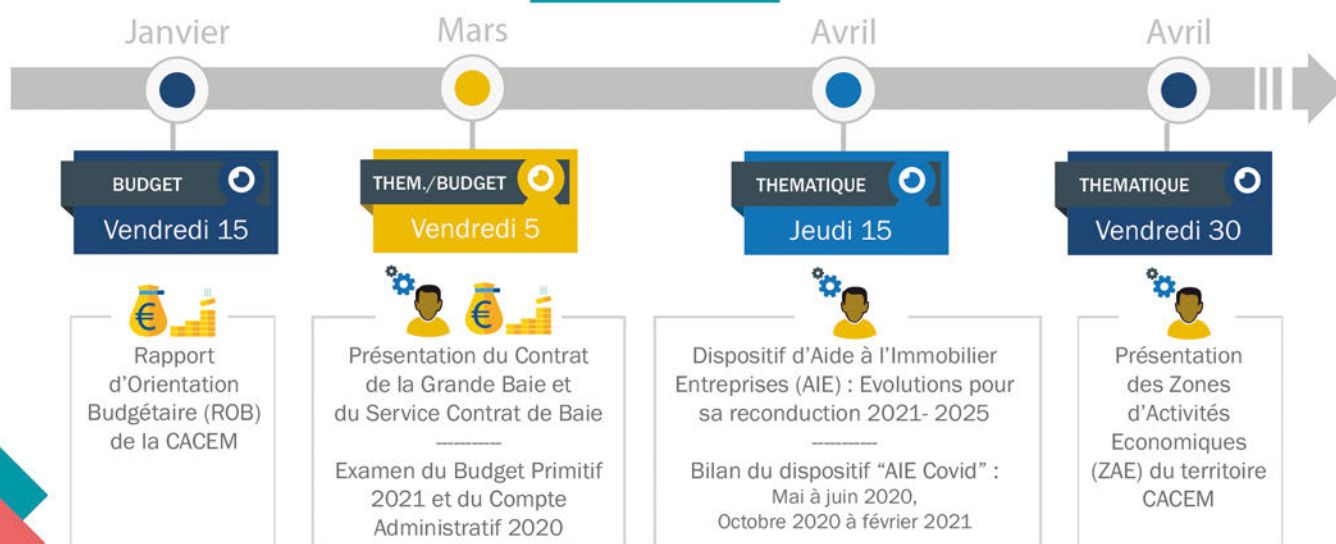 Janvier
Mars
Avril
Avril
BUDGET
Vendredi 15
THEM./BUDGET
Vendredi 5
THEMATIQUE
Jeudi 15
THEMATIQUE
Vendredi 30
€
Rapport
d'Orientation
Budgétaire (ROB)
de la CACEM
€
Présentation du Contrat
de la Grande Baie et
du Service Contrat de Baie
-----------
Examen du Budget Primitif
2021 et du Compte
Administratif 2020
Dispositif d'Aide à l'Immobilier
Entreprises (AIE) : Evolutions pour
sa reconduction 2021- 2025
-----------
Bilan du dispositif "AIE Covid" :
Mai à juin 2020,
Octobre 2020 à février 2021
Présentation
des Zones
d'Activités
Economiques
(ZAE) du territoire
CACEM